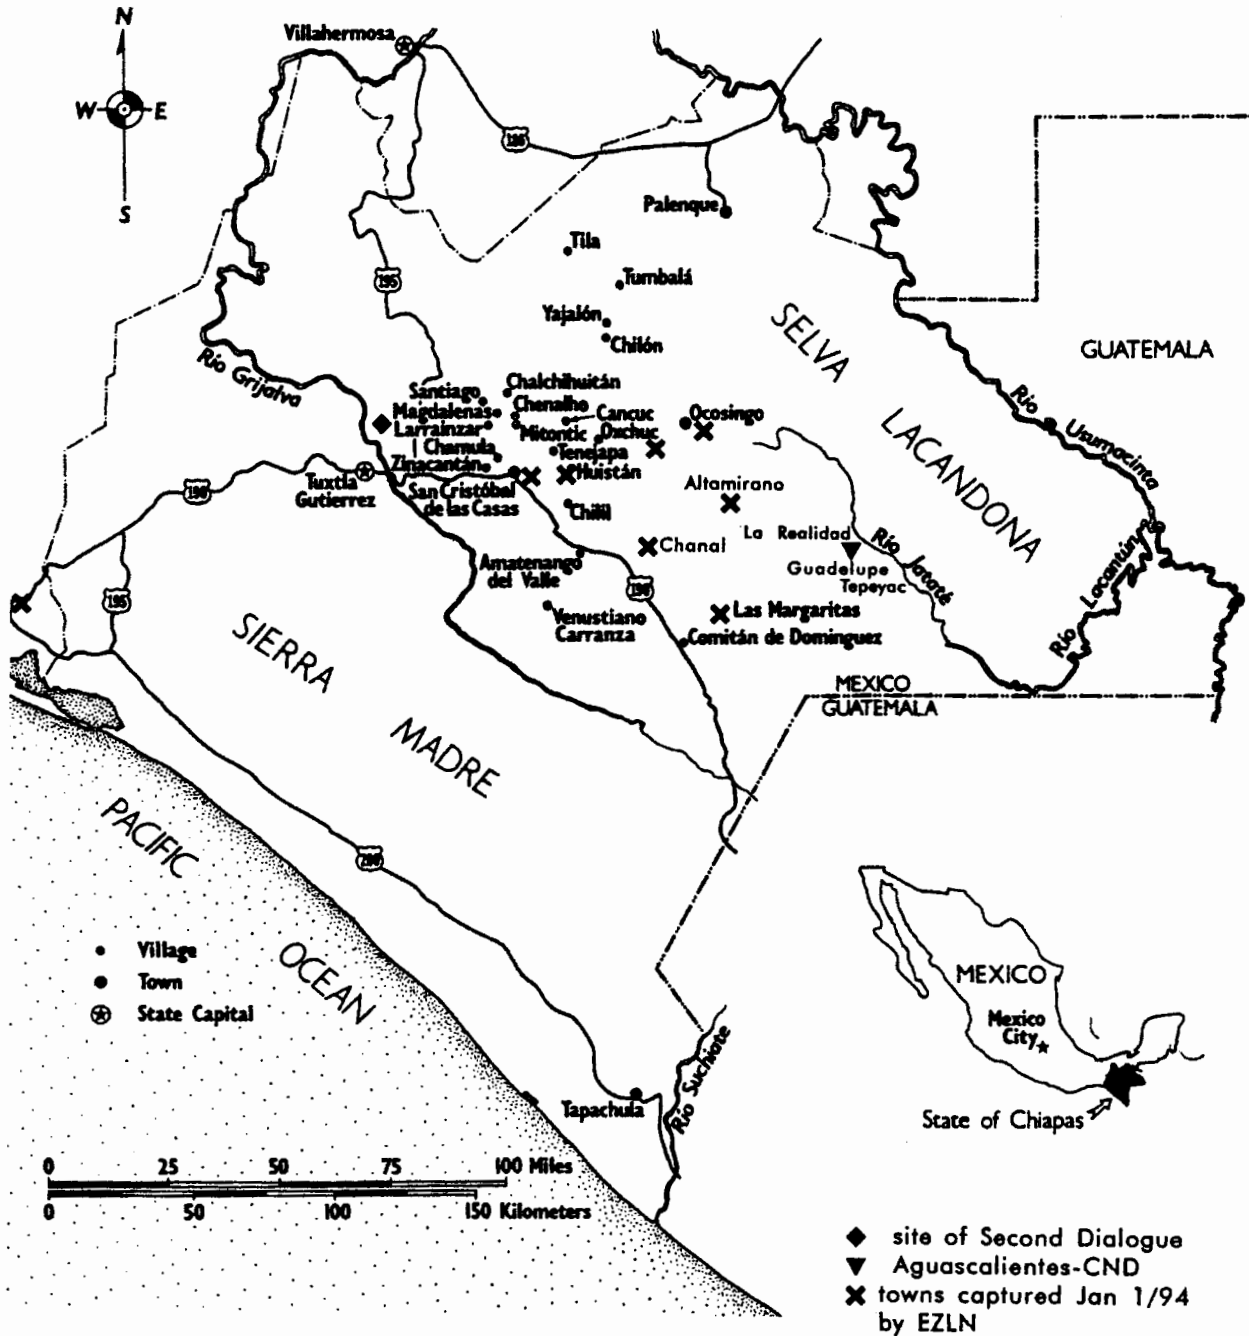 N
W E
S
Villahermosa
186
Palenque
Tila
Tumbalá
195
Yajalón
Chilón
SELVA
LACANDONA
GUATEMALA
Río Grijalva
Santiago
Chalchihuitán
Magdalenas
Chenalho
Cancuc
Larrainzar
Mitontic
Oxchuc
Ocosingo
Chamula
Tenejapa
Zinacantán
Huistán
Río Usumacinta
Tuxtla
Gutierrez
190
San Cristóbal
de las Casas
Chilil
Altamirano
La Realidad
Chanal
Guadelupe
Tepeyac
Río Jataté
Río Lacantún
Amatenango
del Valle
190
195
Venustiano
Carranza
Las Margaritas
Comitán de Dominguez
SIERRA
MADRE
MEXICO
GUATEMALA
PACIFIC
OCEAN
200
Village
Town
State Capital
MEXICO
Mexico
City
State of Chiapas
Tapachula
Río Suchiate
0 25 50 75 100 Miles
0 50 100 150 Kilometers
site of Second Dialogue
Aguascalientes-CND
towns captured Jan 1/94
by EZLN